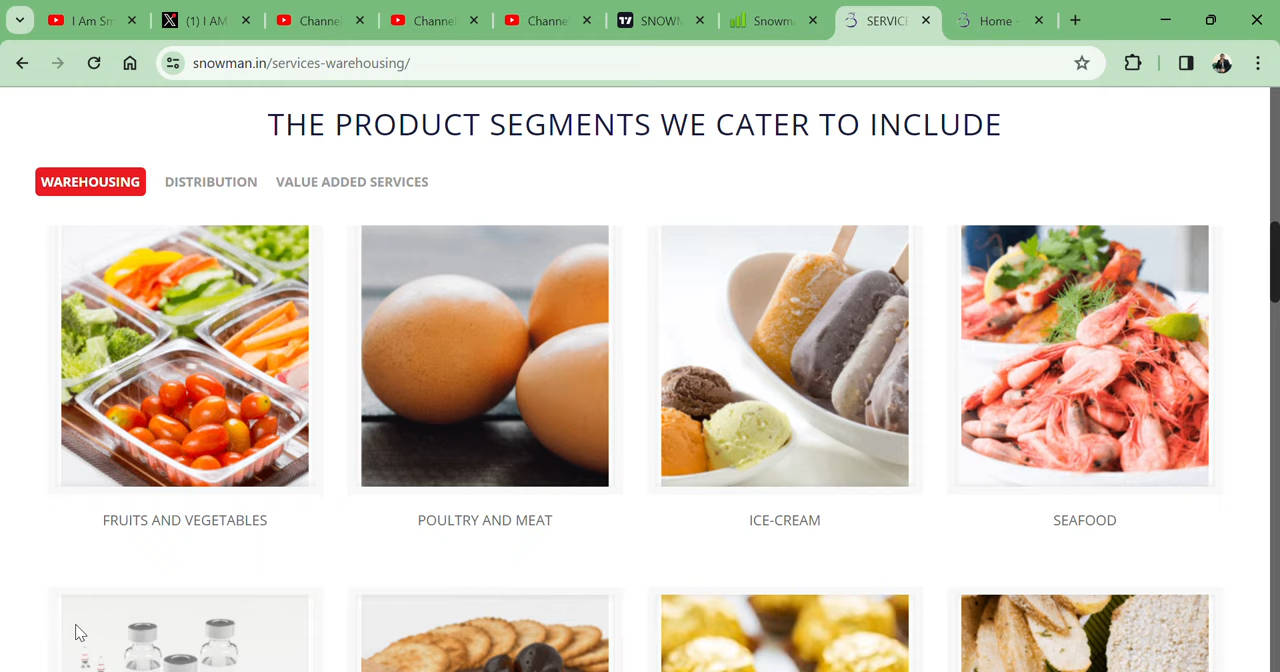 I Am Sm
(1) I AM
Channel
Channel
Channe
SNOWM
Snowm
SERVIC
Home -
snowman.in/services-warehousing/
THE PRODUCT SEGMENTS WE CATER TO INCLUDE
WAREHOUSING DISTRIBUTION VALUE ADDED SERVICES
FRUITS AND VEGETABLES POULTRY AND MEAT ICE-CREAM SEAFOOD